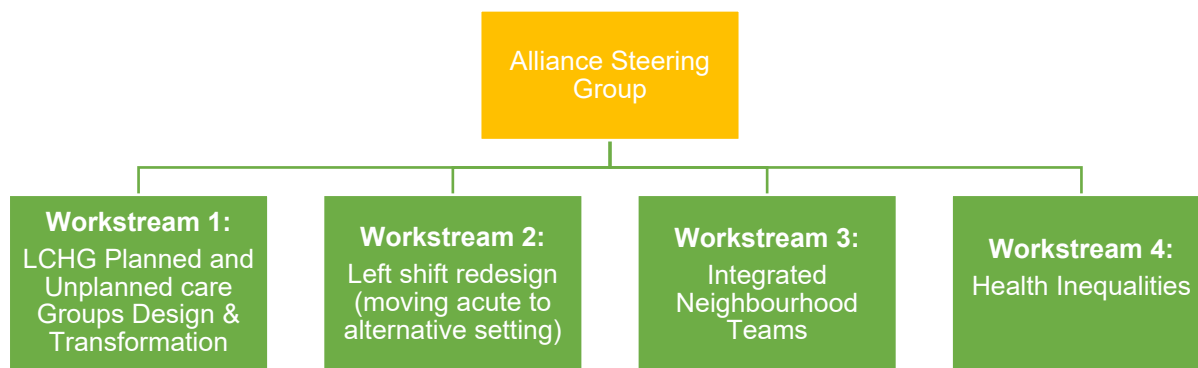 Alliance Steering
Group
Workstream 1:
LCHG Planned and
Unplanned care
Groups Design &
Transformation
Workstream 2:
Left shift redesign
(moving acute to
alternative setting)
Workstream 3:
Integrated
Neighbourhood
Teams
Workstream 4:
Health Inequalities